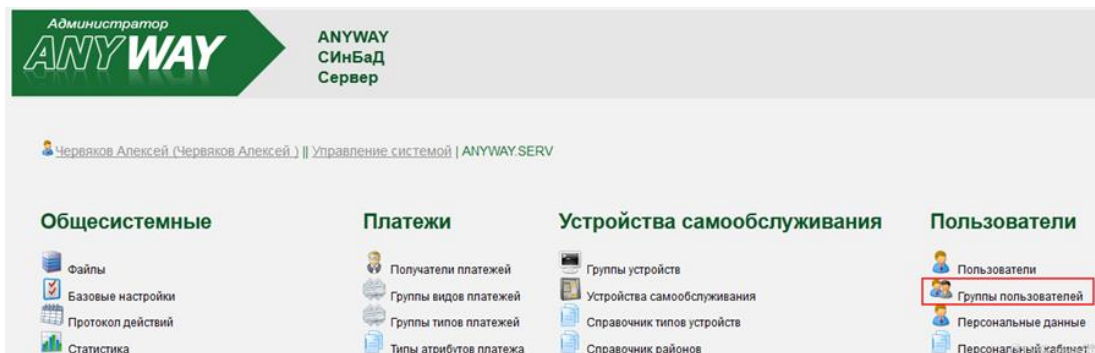 Администратор
ANYWAY
ANYWAY
СИнБаД
Сервер
Червяков Алексей (Червяков Алексей ) || Управление системой | ANYWAY.SERV
Общесистемные
Файлы
Базовые настройки
Протокол действий
Статистика
Платежи
Получатели платежей
Группы видов платежей
Группы типов платежей
Типы атрибутов платежа
Устройства самообслуживания
Группы устройств
Устройства самообслуживания
Справочник типов устройств
Справочник районов
Пользователи
Пользователи
Группы пользователей
Персональные данные
Персональный кабинет